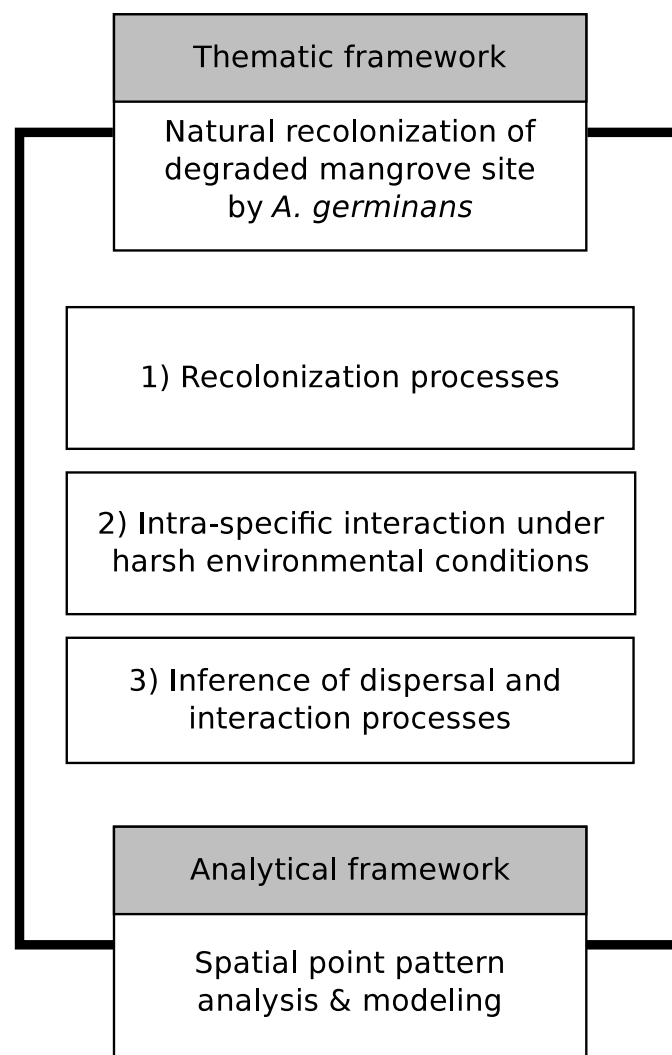 Thematic framework
Natural recolonization of
degraded mangrove site
by A. germinans
1) Recolonization processes
2) Intra-specific interaction under
harsh environmental conditions
3) Inference of dispersal and
interaction processes
Analytical framework
Spatial point pattern
analysis & modeling